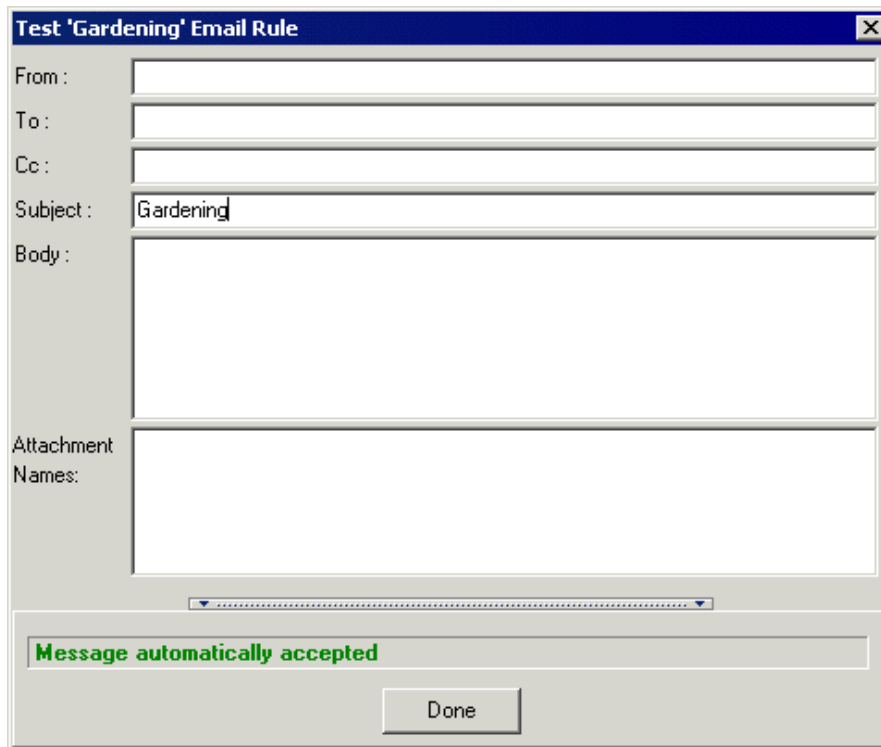 Test 'Gardening' Email Rule
From :
To :
Cc :
Subject : Gardening
Body :
Attachment
Names:
Message automatically accepted
Done